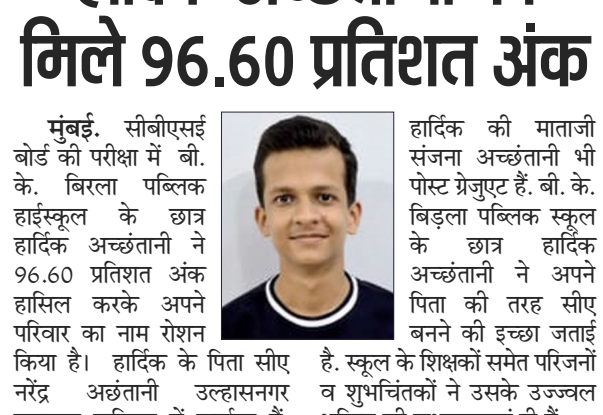 मिले 96.60 प्रतिशत अंक
मुंबई. सीबीएसई
बोर्ड की परीक्षा में बी.
के. बिरला पब्लिक
हाईस्कूल के छात्र
हार्दिक अच्छंतानी ने
96.60 प्रतिशत अंक
हासिल करके अपने
परिवार का नाम रोशन
किया है। हार्दिक के पिता सीए
नरेंद्र अछंतानी उल्हासनगर
हार्दिक की माताजी
संजना अच्छंतानी भी
पोस्ट ग्रेजुएट हैं. बी. के.
बिड़ला पब्लिक स्कूल
के छात्र हार्दिक
अच्छंतानी ने अपने
पिता की तरह सीए
बनने की इच्छा जताई
है. स्कूल के शिक्षकों समेत परिजनों
व शुभचिंतकों ने उसके उज्ज्वल